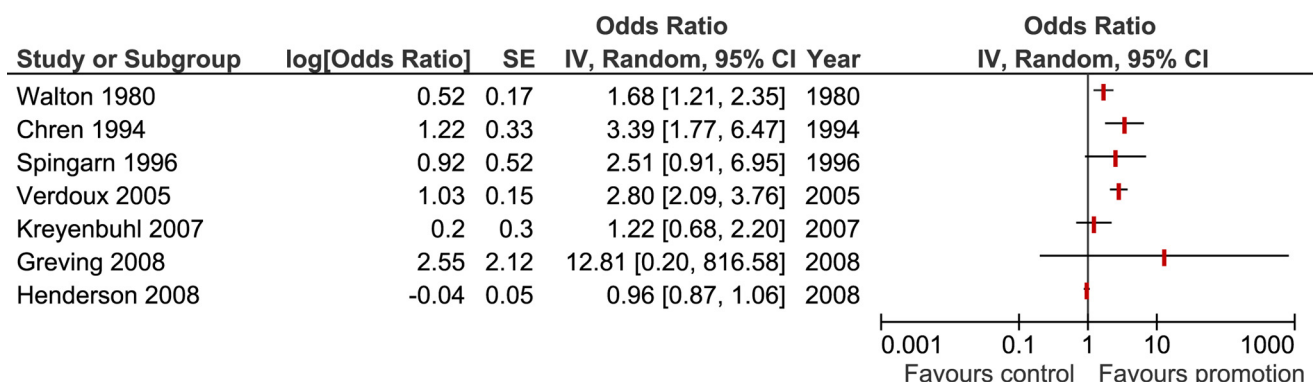 Odds Ratio Odds Ratio
Study or Subgroup log[Odds Ratio] SE IV, Random, 95% CI Year IV, Random, 95% CI
Walton 1980 0.52 0.17 1.68 [1.21, 2.35] 1980
Chren 1994 1.22 0.33 3.39 [1.77, 6.47] 1994
Spingarn 1996 0.92 0.52 2.51 [0.91, 6.95] 1996
Verdoux 2005 1.03 0.15 2.80 [2.09, 3.76] 2005
Kreyenbuhl 2007 0.2 0.3 1.22 [0.68, 2.20] 2007
Greving 2008 2.55 2.12 12.81 [0.20, 816.58] 2008
Henderson 2008 -0.04 0.05 0.96 [0.87, 1.06] 2008
0.001 0.1 1 10 1000
Favours control Favours promotion